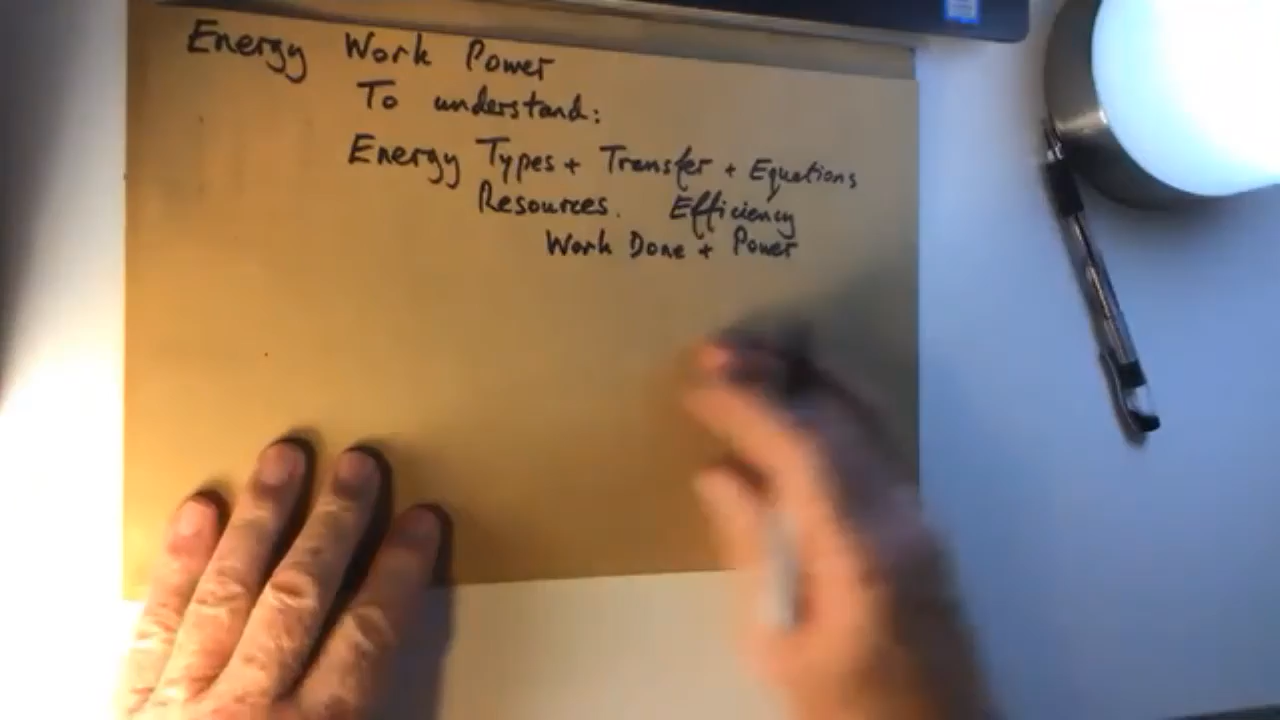 Energy Work Power
To understand:
Energy Types + Transfer + Equations
Resources. Efficiency
Work Done + Power